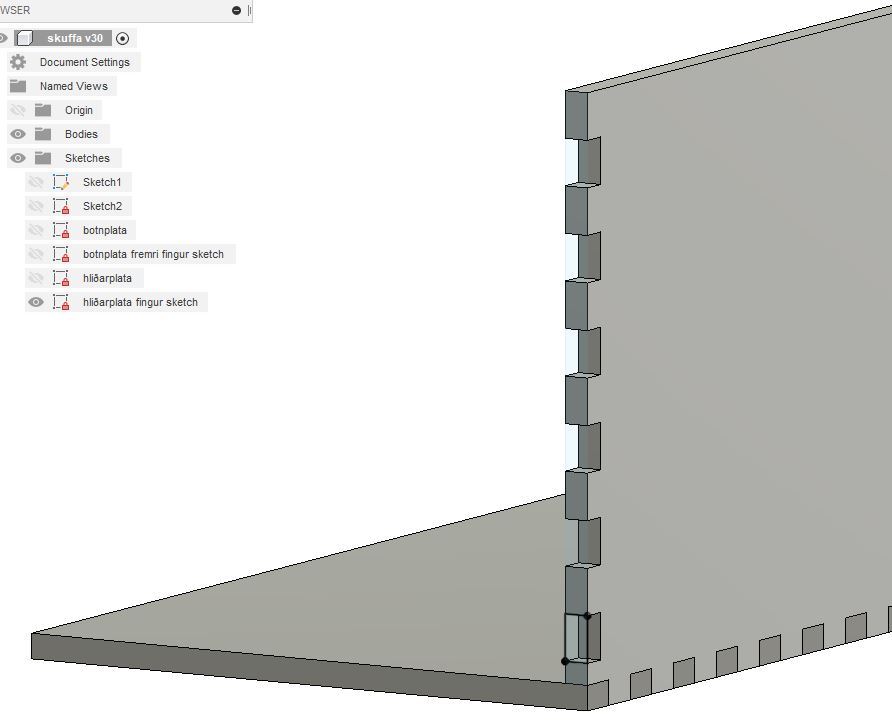 WSER
skuffa v30
Document Settings
Named Views
Origin
Bodies
Sketches
Sketch1
Sketch2
botnplata
botnplata fremri fingur sketch
hliðarplata
hliðarplata fingur sketch